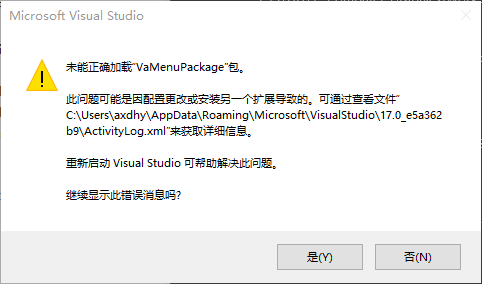 Microsoft Visual Studio
未能正确加载“VaMenuPackage”包。
此问题可能是因配置更改或安装另一个扩展导致的。可通过查看文件“
C:\Users\axdhy\AppData\Roaming\Microsoft\VisualStudio\17.0_e5a362
b9\ActivityLog.xml”来获取详细信息。
重新启动 Visual Studio 可帮助解决此问题。
继续显示此错误消息吗?
是(Y)
否(N)